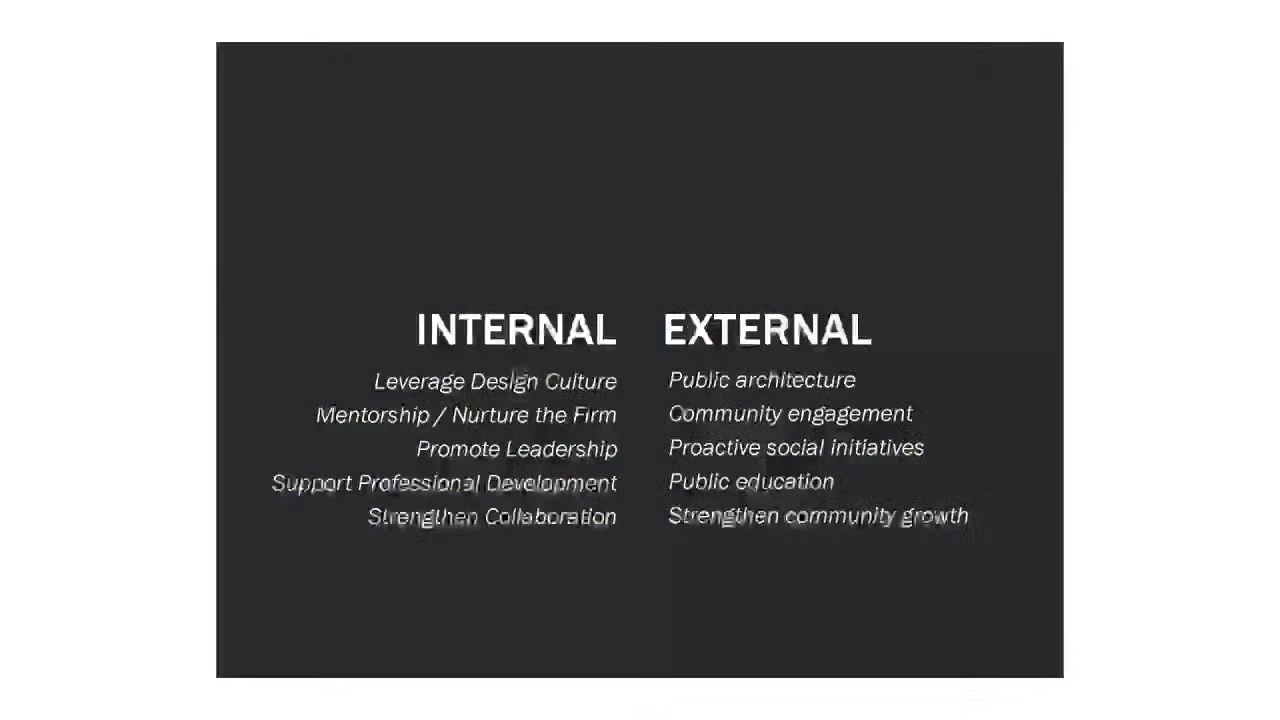 INTERNAL
Leverage Design Culture
Mentorship / Nurture the Firm
Promote Leadership
Support Professional Development
Strengthen Collaboration
EXTERNAL
Public architecture
Community engagement
Proactive social initiatives
Public education
Strengthen community growth